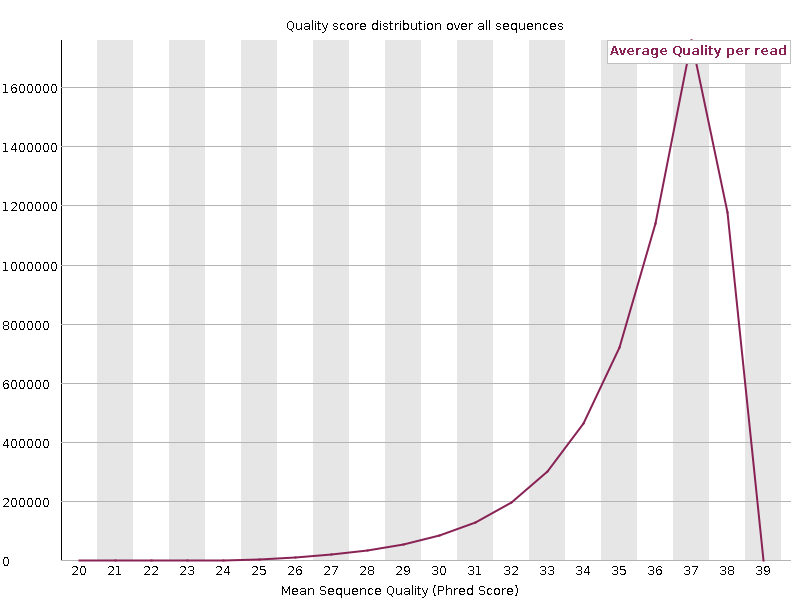 Quality score distribution over all sequences
Average Quality per read
1600000
1400000
1200000
1000000
800000
600000
400000
200000
0
20 21 22 23 24 25 26 27 28 29 30 31 32 33 34 35 36 37 38 39
Mean Sequence Quality (Phred Score)